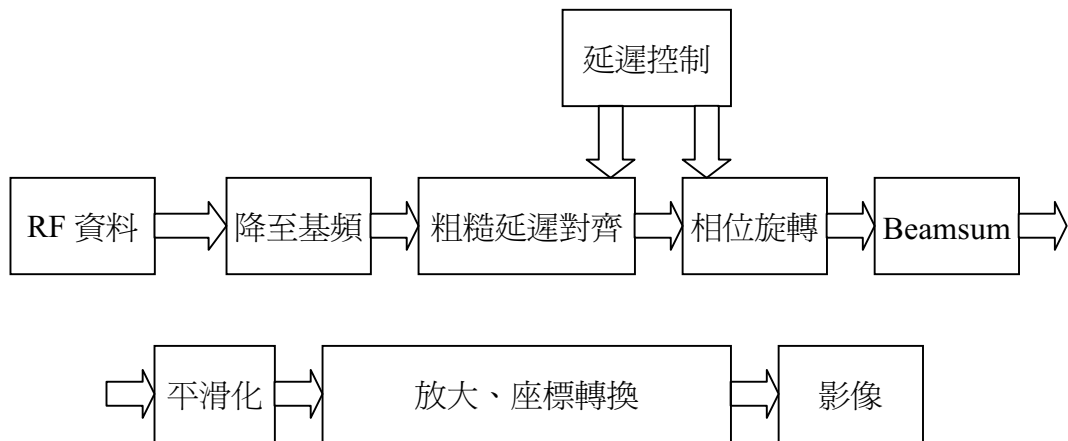 延遲控制
RF 資料
降至基頻
粗糙延遲對齊
相位旋轉
Beamsum
平滑化
放大、座標轉換
影像